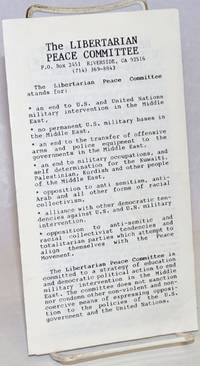 The LIBERTARIAN
PEACE COMMITTEE
P.O. Box 2451 RIVERSIDE, CA 92516
(714) 369-8843
The Libertarian Peace Committee
stands for:
* an end to U.S. and United Nations
military intervention in the Middle
East.
* no permanent U.S. military bases in
the Middle East.
* an end to the transfer of offensive
arms and police equipment to the
governments in the Middle East.
* an end to military occupations, and
self determination for the Kuwaiti,
Palestinian, Kurdish and other people
of the Middle East.
* opposition to anti semitism, anti-
Arab and all other forms of racial
collectivism.
* alliance with other democratic ten-
dencies against U.S. and U.N. military
intervention.
* opposition to anti-semitic and
racial collectivist tendencies and
totalitarian parties which attempt to
align themselves with the Peace
Movement.
The Libertarian Peace Committee is
committed to a strategy of education
and democratic political action to end
military intervention in the Middle
East. The committee does not sanction
nor condemn other non-violent and non-
coercive means of expressing opposi-
tion to the policies of the U.S.
government and the United Nations.